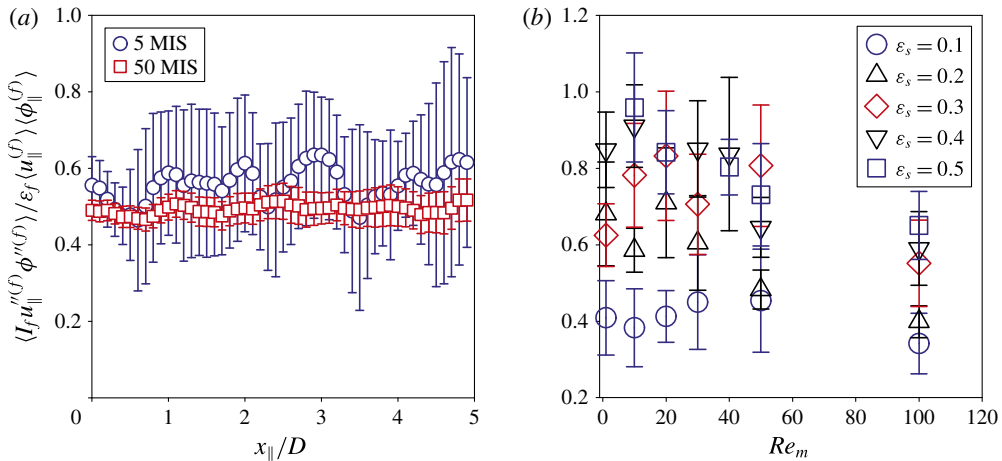 (a)
1.0
0.8
0.6
0.4
0.2
0
1
2
3
4
5
5 MIS
50 MIS
x∥/D
⟨I_f u″∥^(f) ϕ″^(f)⟩/ε_f⟨u∥^(f)⟩⟨ϕ∥^(f)⟩
(b)
1.2
1.0
0.8
0.6
0.4
0.2
0
20
40
60
80
100
120
ε_s = 0.1
ε_s = 0.2
ε_s = 0.3
ε_s = 0.4
ε_s = 0.5
Re_m